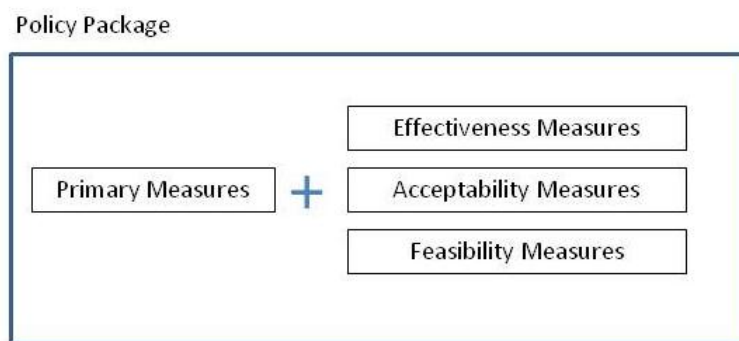 Policy Package
Effectiveness Measures
Primary Measures + Acceptability Measures
Feasibility Measures